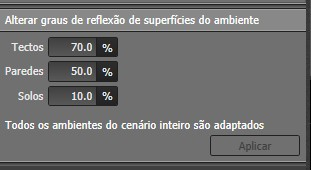 Alterar graus de reflexão de superfícies do ambiente
Tectos 70.0 %
Paredes 50.0 %
Solos 10.0 %
Todos os ambientes do cenário inteiro são adaptados
Aplicar